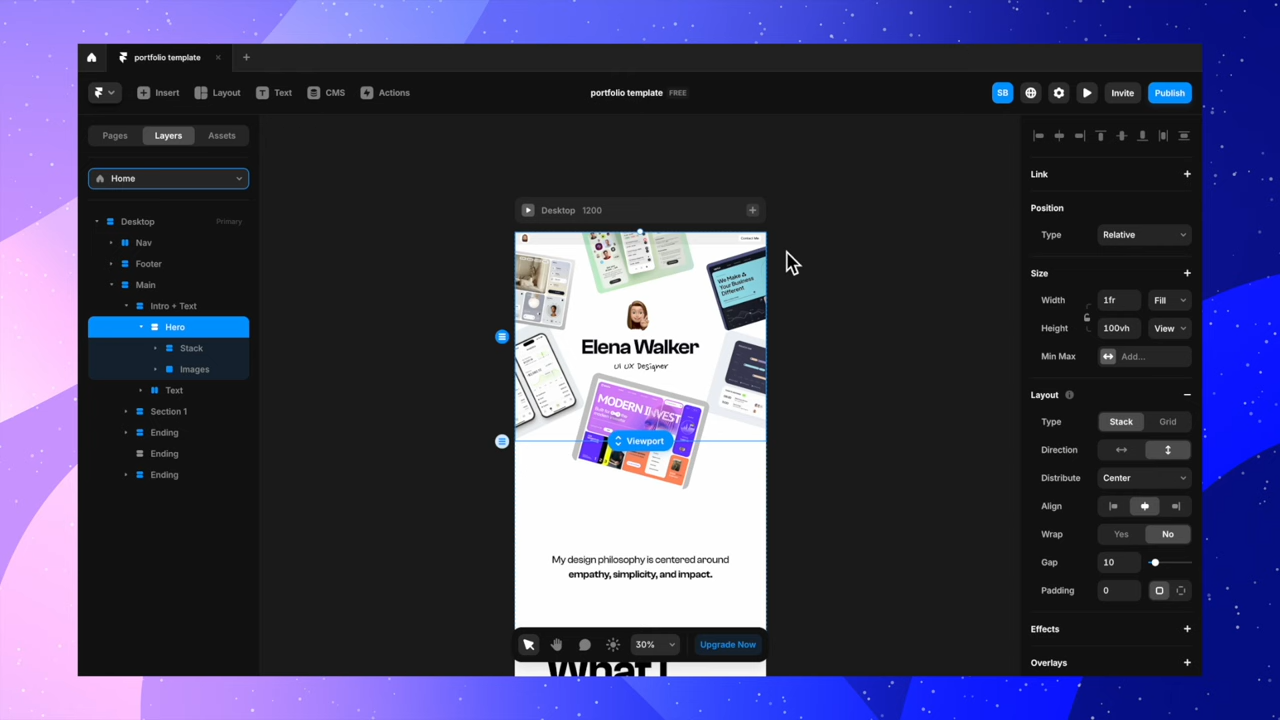 portfolio template
Insert
Layout
Text
CMS
Actions
portfolio template FREE
SB
Invite
Publish
Pages
Layers
Assets
Home
Desktop Primary
Nav
Footer
Main
Intro + Text
Hero
Stack
Images
Text
Section 1
Ending
Ending
Ending
Desktop 1200
Contact Me
We Make
Your Business
Different
Elena Walker
UI UX Designer
MODERN INVEST
Viewport
My design philosophy is centered around
empathy, simplicity, and impact.
What I
30%
Upgrade Now
Link
Position
Type Relative
Size
Width 1fr Fill
Height 100vh View
Min Max Add...
Layout
Type Stack Grid
Direction
Distribute Center
Align
Wrap Yes No
Gap 10
Padding 0
Effects
Overlays